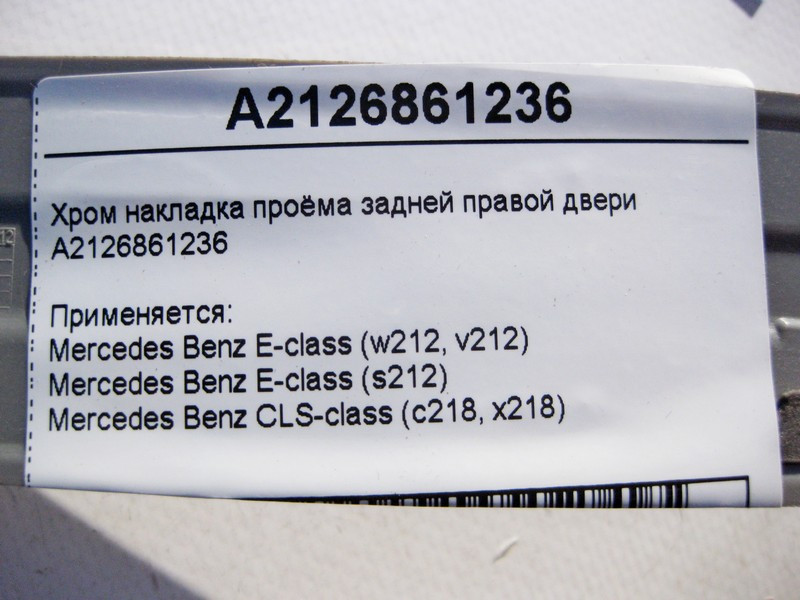 A2126861236
Хром накладка проёма задней правой двери
A2126861236
Применяется:
Mercedes Benz E-class (w212, v212)
Mercedes Benz E-class (s212)
Mercedes Benz CLS-class (c218, x218)
12